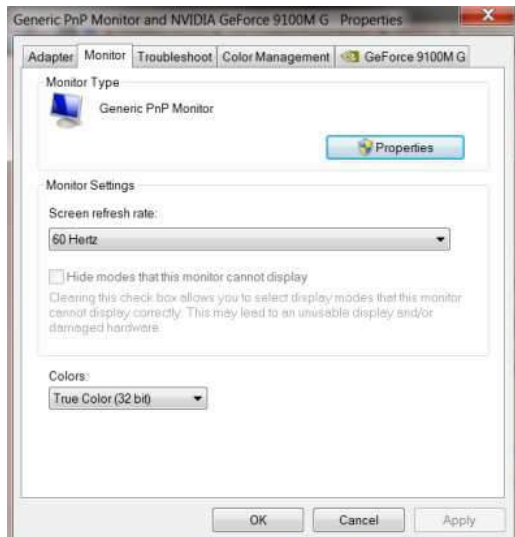 Generic PnP Monitor and NVIDIA GeForce 9100M G Properties
Adapter Monitor Troubleshoot Color Management GeForce 9100M G
Monitor Type
Generic PnP Monitor
Properties
Monitor Settings
Screen refresh rate:
60 Hertz
Hide modes that this monitor cannot display
Clearing this check box allows you to select display modes that this monitor
cannot display correctly. This may lead to an unusable display and/or
damaged hardware.
Colors:
True Color (32 bit)
OK Cancel Apply